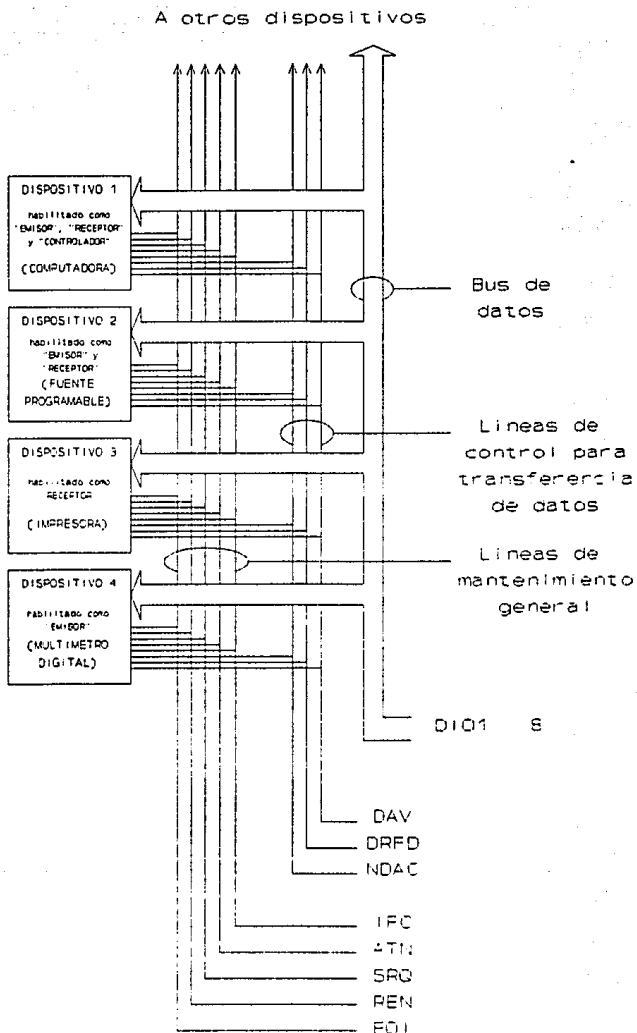 A otros dispositivos
DISPOSITIVO 1
habilitado como
"EMISOR", "RECEPTOR"
y "CONTROLADOR"
(COMPUTADORA)
DISPOSITIVO 2
habilitado como
"EMISOR" y
"RECEPTOR"
(FUENTE
PROGRAMABLE)
DISPOSITIVO 3
habilitado como
RECEPTOR
(IMPRESORA)
DISPOSITIVO 4
habilitado como
"EMISOR"
(MULTIMETRO
DIGITAL)
Bus de
datos
Lineas de
control para
transferencia
de datos
Lineas de
mantenimiento
general
DIO1 8
DAV
DRFD
NDAC
IFC
ATN
SRQ
REN
EOI